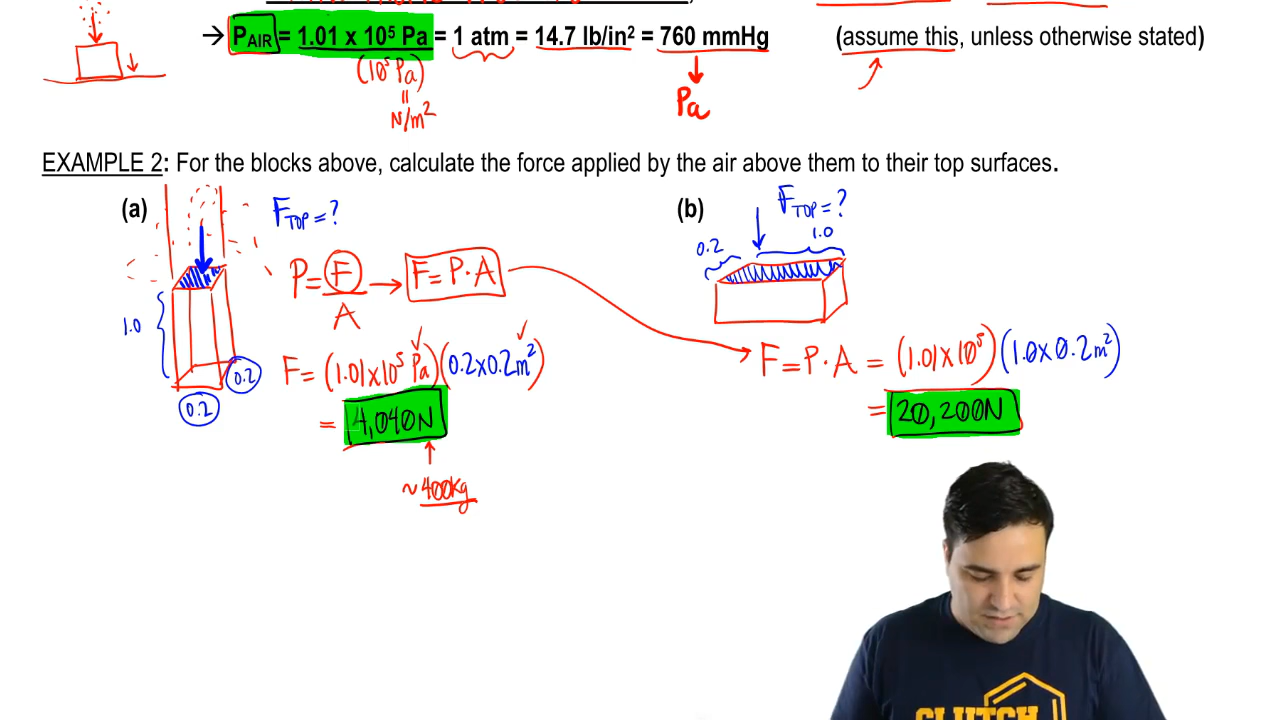 → PAIR = 1.01 x 10⁵ Pa = 1 atm = 14.7 lb/in² = 760 mmHg (assume this, unless otherwise stated)
(10⁵ Pa)
=
N/m²
Pa
EXAMPLE 2: For the blocks above, calculate the force applied by the air above them to their top surfaces.
(a) F_TOP = ?
P = F/A → F = P·A
1.0
0.2
0.2
F = (1.01x10⁵ Pa)(0.2x0.2m²)
= 4,040N
~400kg
(b) F_TOP = ?
0.2
1.0
F = P·A = (1.01x10⁵)(1.0x0.2m²)
= 20,200N
CLUTCH